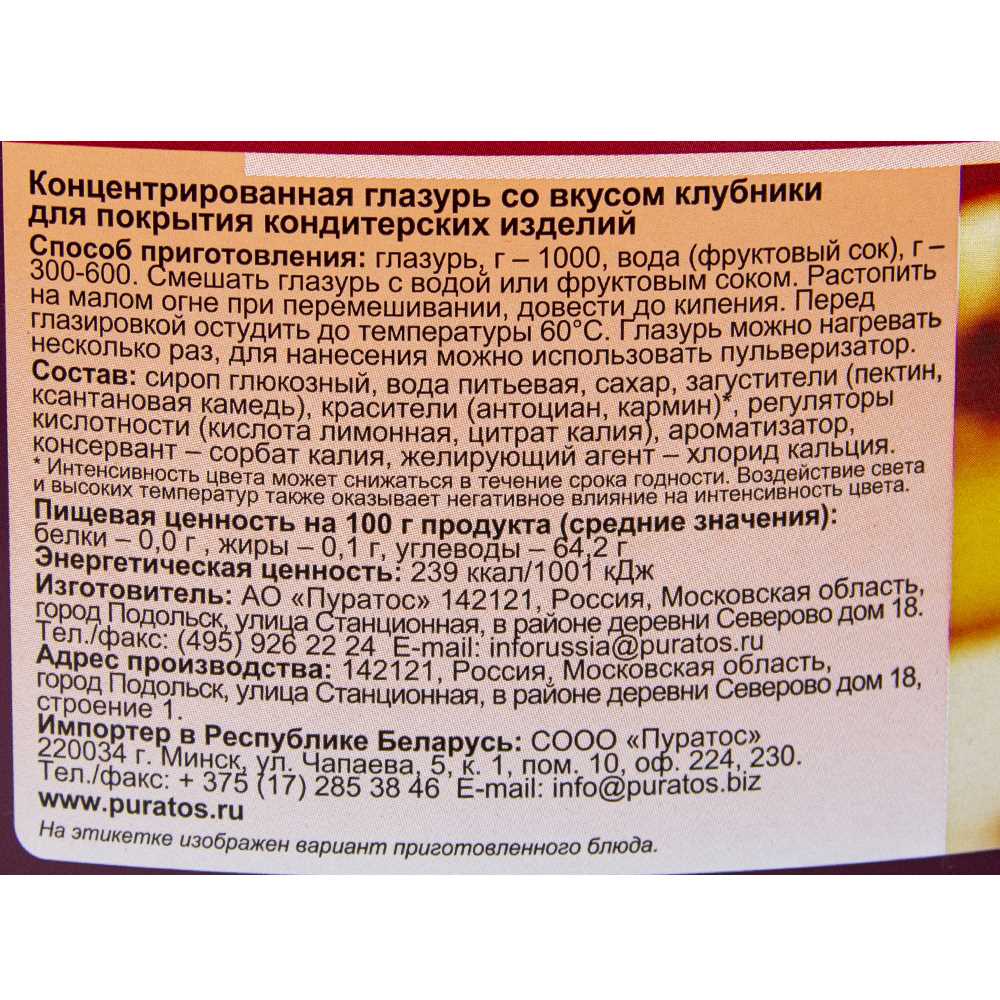 Концентрированная глазурь со вкусом клубники
для покрытия кондитерских изделий
Способ приготовления: глазурь, г – 1000, вода (фруктовый сок), г –
300-600. Смешать глазурь с водой или фруктовым соком. Растопить
на малом огне при перемешивании, довести до кипения. Перед
глазировкой остудить до температуры 60°С. Глазурь можно нагревать
несколько раз, для нанесения можно использовать пульверизатор.
Состав: сироп глюкозный, вода питьевая, сахар, загустители (пектин,
ксантановая камедь), красители (антоциан, кармин)*, регуляторы
кислотности (кислота лимонная, цитрат калия), ароматизатор,
консервант – сорбат калия, желирующий агент – хлорид кальция.
* Интенсивность цвета может снижаться в течение срока годности. Воздействие света
и высоких температур также оказывает негативное влияние на интенсивность цвета.
Пищевая ценность на 100 г продукта (средние значения):
белки – 0,0 г , жиры – 0,1 г, углеводы – 64,2 г
Энергетическая ценность: 239 ккал/1001 кДж
Изготовитель: АО «Пуратос» 142121, Россия, Московская область,
город Подольск, улица Станционная, в районе деревни Северово дом 18.
Тел./факс: (495) 926 22 24 E-mail: inforussia@puratos.ru
Адрес производства: 142121, Россия, Московская область,
город Подольск, улица Станционная, в районе деревни Северово дом 18,
строение 1.
Импортер в Республике Беларусь: СООО «Пуратос»
220034 г. Минск, ул. Чапаева, 5, к. 1, пом. 10, оф. 224, 230.
Тел./факс: + 375 (17) 285 38 46 E-mail: info@puratos.biz
www.puratos.ru
На этикетке изображен вариант приготовленного блюда.